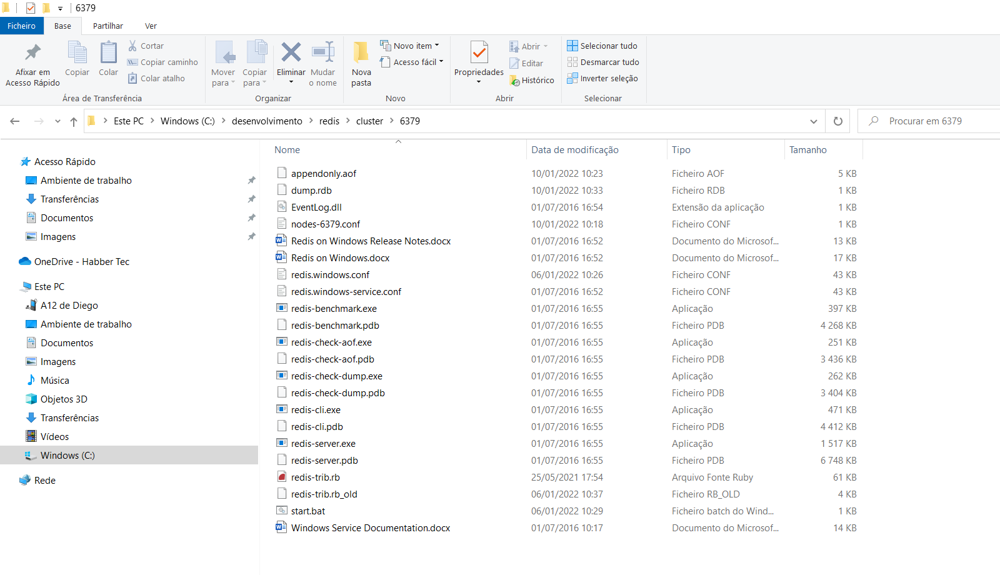 6379
Ficheiro Base Partilhar Ver
Afixar em Acesso Rápido
Copiar
Colar
Cortar
Copiar caminho
Colar atalho
Mover para
Copiar para
Eliminar
Mudar o nome
Nova pasta
Novo item
Acesso fácil
Propriedades
Abrir
Editar
Histórico
Selecionar tudo
Desmarcar tudo
Inverter seleção
Área de Transferência Organizar Novo Abrir Selecionar
Este PC > Windows (C:) > desenvolvimento > redis > cluster > 6379
Procurar em 6379
Acesso Rápido
Ambiente de trabalho
Transferências
Documentos
Imagens
OneDrive - Habber Tec
Este PC
A12 de Diego
Ambiente de trabalho
Documentos
Imagens
Música
Objetos 3D
Transferências
Vídeos
Windows (C:)
Rede
Nome Data de modificação Tipo Tamanho
appendonly.aof 10/01/2022 10:23 Ficheiro AOF 5 KB
dump.rdb 10/01/2022 10:33 Ficheiro RDB 1 KB
EventLog.dll 01/07/2016 16:54 Extensão da aplicação 1 KB
nodes-6379.conf 10/01/2022 10:18 Ficheiro CONF 1 KB
Redis on Windows Release Notes.docx 01/07/2016 16:52 Documento do Microsof... 13 KB
Redis on Windows.docx 01/07/2016 16:52 Documento do Microsof... 17 KB
redis.windows.conf 06/01/2022 10:26 Ficheiro CONF 43 KB
redis.windows-service.conf 01/07/2016 16:52 Ficheiro CONF 43 KB
redis-benchmark.exe 01/07/2016 16:55 Aplicação 397 KB
redis-benchmark.pdb 01/07/2016 16:55 Ficheiro PDB 4 268 KB
redis-check-aof.exe 01/07/2016 16:55 Aplicação 251 KB
redis-check-aof.pdb 01/07/2016 16:55 Ficheiro PDB 3 436 KB
redis-check-dump.exe 01/07/2016 16:55 Aplicação 262 KB
redis-check-dump.pdb 01/07/2016 16:55 Ficheiro PDB 3 404 KB
redis-cli.exe 01/07/2016 16:55 Aplicação 471 KB
redis-cli.pdb 01/07/2016 16:55 Ficheiro PDB 4 412 KB
redis-server.exe 01/07/2016 16:55 Aplicação 1 517 KB
redis-server.pdb 01/07/2016 16:55 Ficheiro PDB 6 748 KB
redis-trib.rb 25/05/2021 17:54 Arquivo Fonte Ruby 61 KB
redis-trib.rb_old 06/01/2022 10:37 Ficheiro RB_OLD 4 KB
start.bat 06/01/2022 10:29 Ficheiro batch do Wind... 1 KB
Windows Service Documentation.docx 01/07/2016 10:17 Documento do Microsof... 14 KB